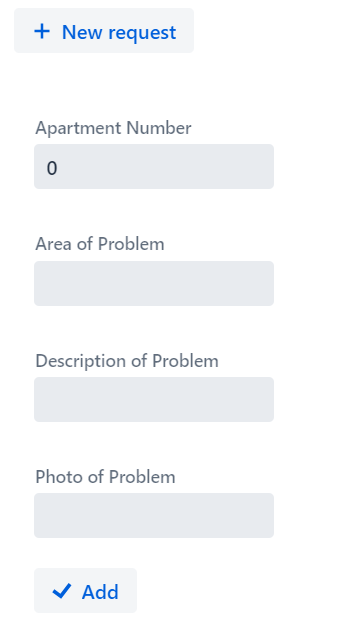 + New request
Apartment Number
0
Area of Problem
Description of Problem
Photo of Problem
Add